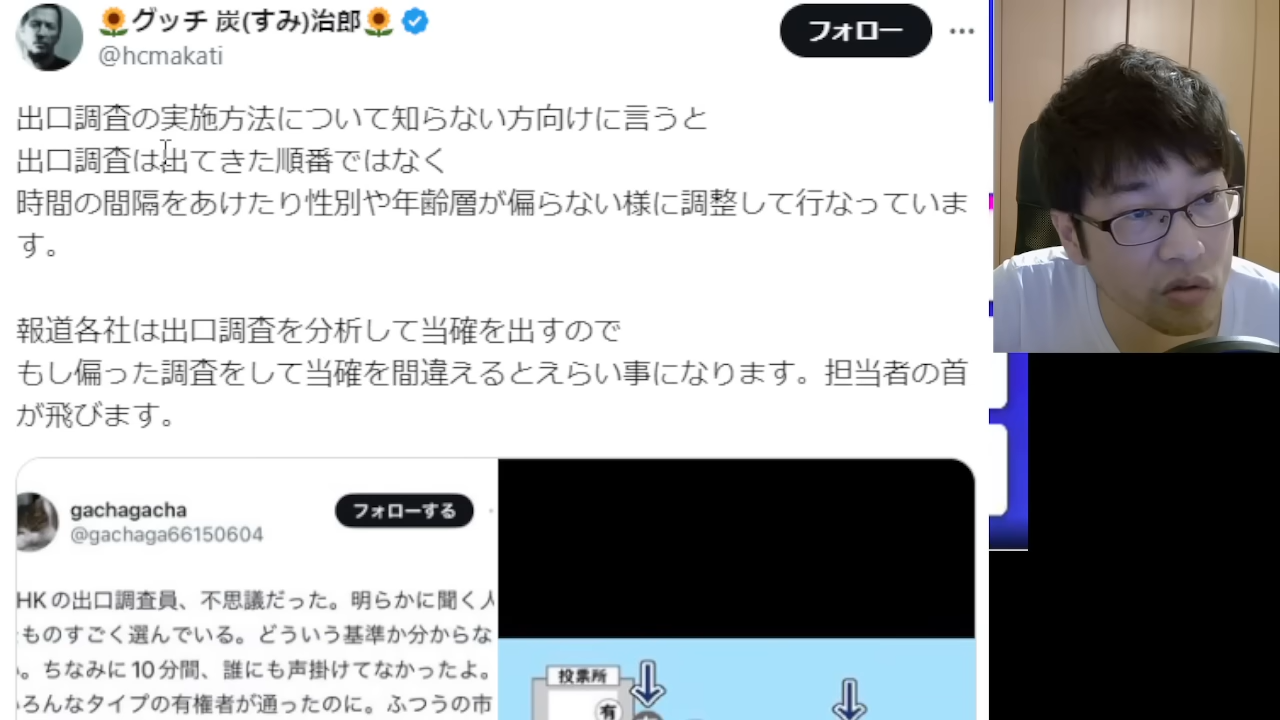 🌻グッチ 炭(すみ)治郎🌻
フォロー
@hcmakati
出口調査の実施方法について知らない方向けに言うと
出口調査は出てきた順番ではなく
時間の間隔をあけたり性別や年齢層が偏らない様に調整して行なっていま
す。
報道各社は出口調査を分析して当確を出すので
もし偏った調査をして当確を間違えるとえらい事になります。担当者の首
が飛びます。
gachagacha
フォローする
@gachaga66150604
HKの出口調査員、不思議だった。明らかに聞く人
ものすごく選んでいる。どういう基準か分からな
。ちなみに10分間、誰にも声掛けてなかったよ。
ろんなタイプの有権者が通ったのに。ふつうの市
投票所
有